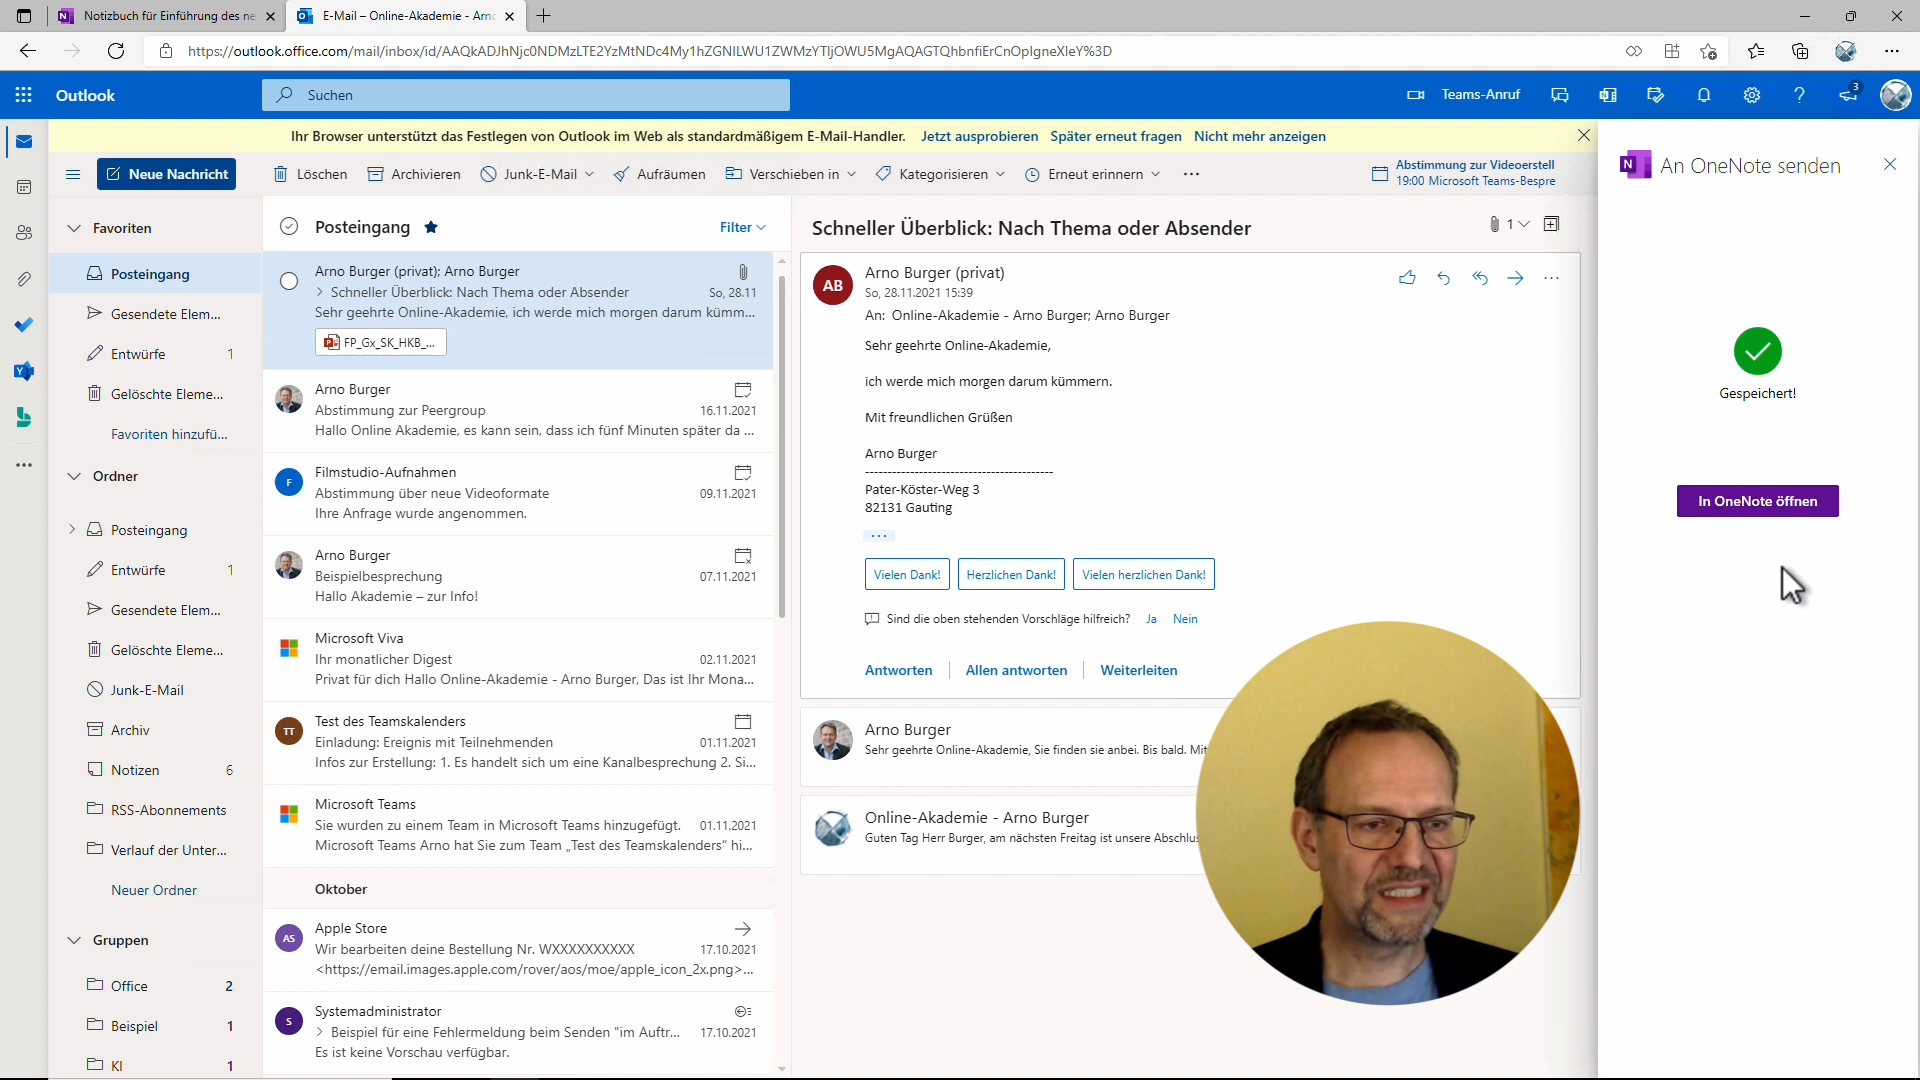 Notizbuch für Einführung des ne
E-Mail – Online-Akademie - Arno
https://outlook.office.com/mail/inbox/id/AAQkADJhNjc0NDMzLTE2YzMtNDc4My1hZGNlLWU1ZWMzYTljOWU5MgAQAGTQhbnfiErCnOplgneXleY%3D
Outlook
Suchen
Teams-Anruf
3
Ihr Browser unterstützt das Festlegen von Outlook im Web als standardmäßigem E-Mail-Handler. Jetzt ausprobieren Später erneut fragen Nicht mehr anzeigen
Neue Nachricht
Löschen
Archivieren
Junk-E-Mail
Aufräumen
Verschieben in
Kategorisieren
Erneut erinnern
Abstimmung zur Videoerstell
19:00 Microsoft Teams-Bespre
Favoriten
Posteingang
Gesendete Elem...
Entwürfe 1
Gelöschte Eleme...
Favoriten hinzufü...
Ordner
Posteingang
Entwürfe 1
Gesendete Elem...
Gelöschte Eleme...
Junk-E-Mail
Archiv
Notizen 6
RSS-Abonnements
Verlauf der Unter...
Neuer Ordner
Gruppen
Office 2
Beispiel 1
KI 1
Posteingang
Filter
Arno Burger (privat); Arno Burger
Schneller Überblick: Nach Thema oder Absender So, 28.11
Sehr geehrte Online-Akademie, ich werde mich morgen darum kümm...
FP_Gx_SK_HKB_...
Arno Burger
Abstimmung zur Peergroup 16.11.2021
Hallo Online Akademie, es kann sein, dass ich fünf Minuten später da ...
F
Filmstudio-Aufnahmen
Abstimmung über neue Videoformate 09.11.2021
Ihre Anfrage wurde angenommen.
Arno Burger
Beispielbesprechung 07.11.2021
Hallo Akademie – zur Info!
Microsoft Viva
Ihr monatlicher Digest 02.11.2021
Privat für dich Hallo Online-Akademie - Arno Burger, Das ist Ihr Mona...
TT
Test des Teamskalenders
Einladung: Ereignis mit Teilnehmenden 01.11.2021
Infos zur Erstellung: 1. Es handelt sich um eine Kanalbesprechung 2. Si...
Microsoft Teams
Sie wurden zu einem Team in Microsoft Teams hinzugefügt. 01.11.2021
Microsoft Teams Arno hat Sie zum Team „Test des Teamskalenders“ hi...
Oktober
AS
Apple Store
Wir bearbeiten deine Bestellung Nr. WXXXXXXXXXX 17.10.2021
<https://email.images.apple.com/rover/aos/moe/apple_icon_2x.png>...
S
Systemadministrator
Beispiel für eine Fehlermeldung beim Senden "im Auftr... 17.10.2021
Es ist keine Vorschau verfügbar.
Schneller Überblick: Nach Thema oder Absender
1
AB
Arno Burger (privat)
So, 28.11.2021 15:39
An: Online-Akademie - Arno Burger; Arno Burger
Sehr geehrte Online-Akademie,
ich werde mich morgen darum kümmern.
Mit freundlichen Grüßen
Arno Burger
------------------------------------------
Pater-Köster-Weg 3
82131 Gauting
...
Vielen Dank!
Herzlichen Dank!
Vielen herzlichen Dank!
Sind die oben stehenden Vorschläge hilfreich? Ja Nein
Antworten
Allen antworten
Weiterleiten
Arno Burger
Sehr geehrte Online-Akademie, Sie finden sie anbei. Bis bald. Mit
Online-Akademie - Arno Burger
Guten Tag Herr Burger, am nächsten Freitag ist unsere Abschlus
An OneNote senden
Gespeichert!
In OneNote öffnen